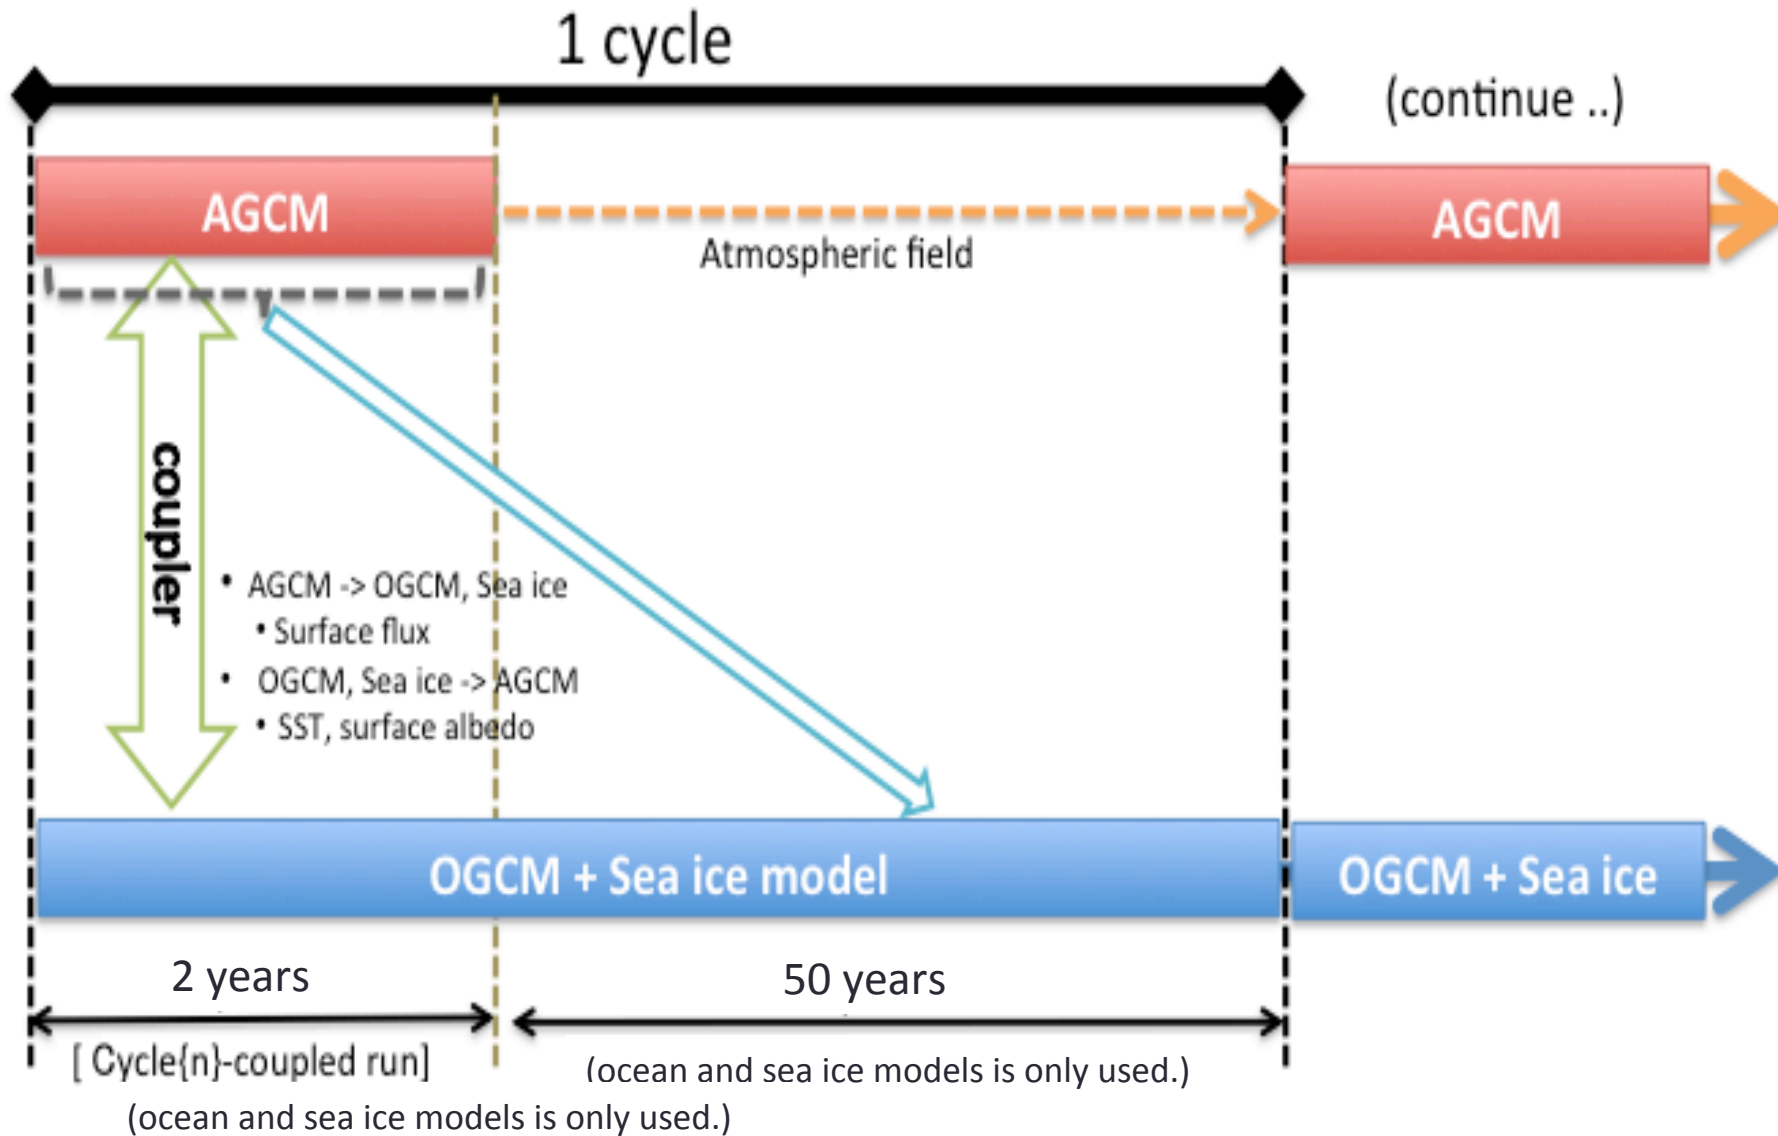 1 cycle
(continue ..)
AGCM
AGCM
Atmospheric field
coupler
• AGCM -> OGCM, Sea ice
• Surface flux
• OGCM, Sea ice -> AGCM
• SST, surface albedo
OGCM + Sea ice model
OGCM + Sea ice
2 years
50 years
[ Cycle{n}-coupled run]
(ocean and sea ice models is only used.)
(ocean and sea ice models is only used.)